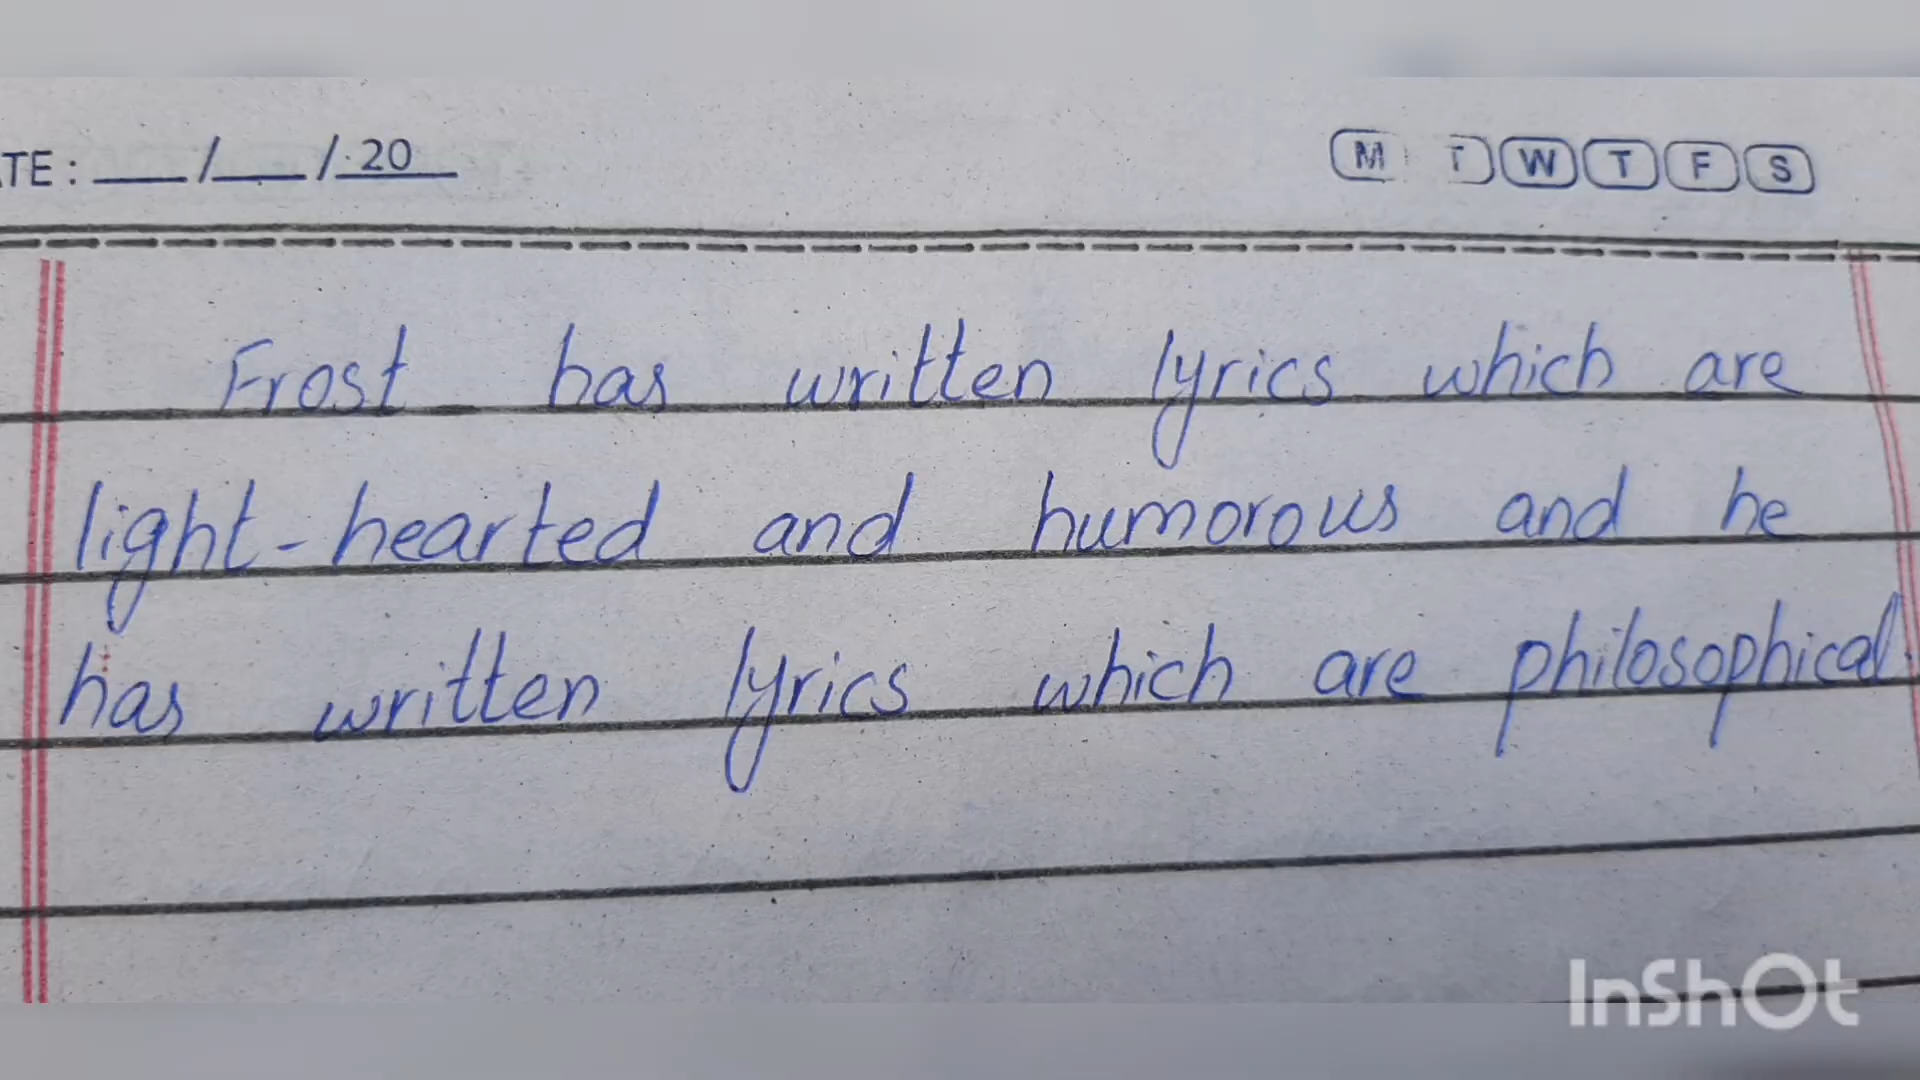 TE : ___ /___ / 20__
M T W T F S
Frost has written lyrics which are
light-hearted and humorous and he
has written lyrics which are philosophical.
InShOt